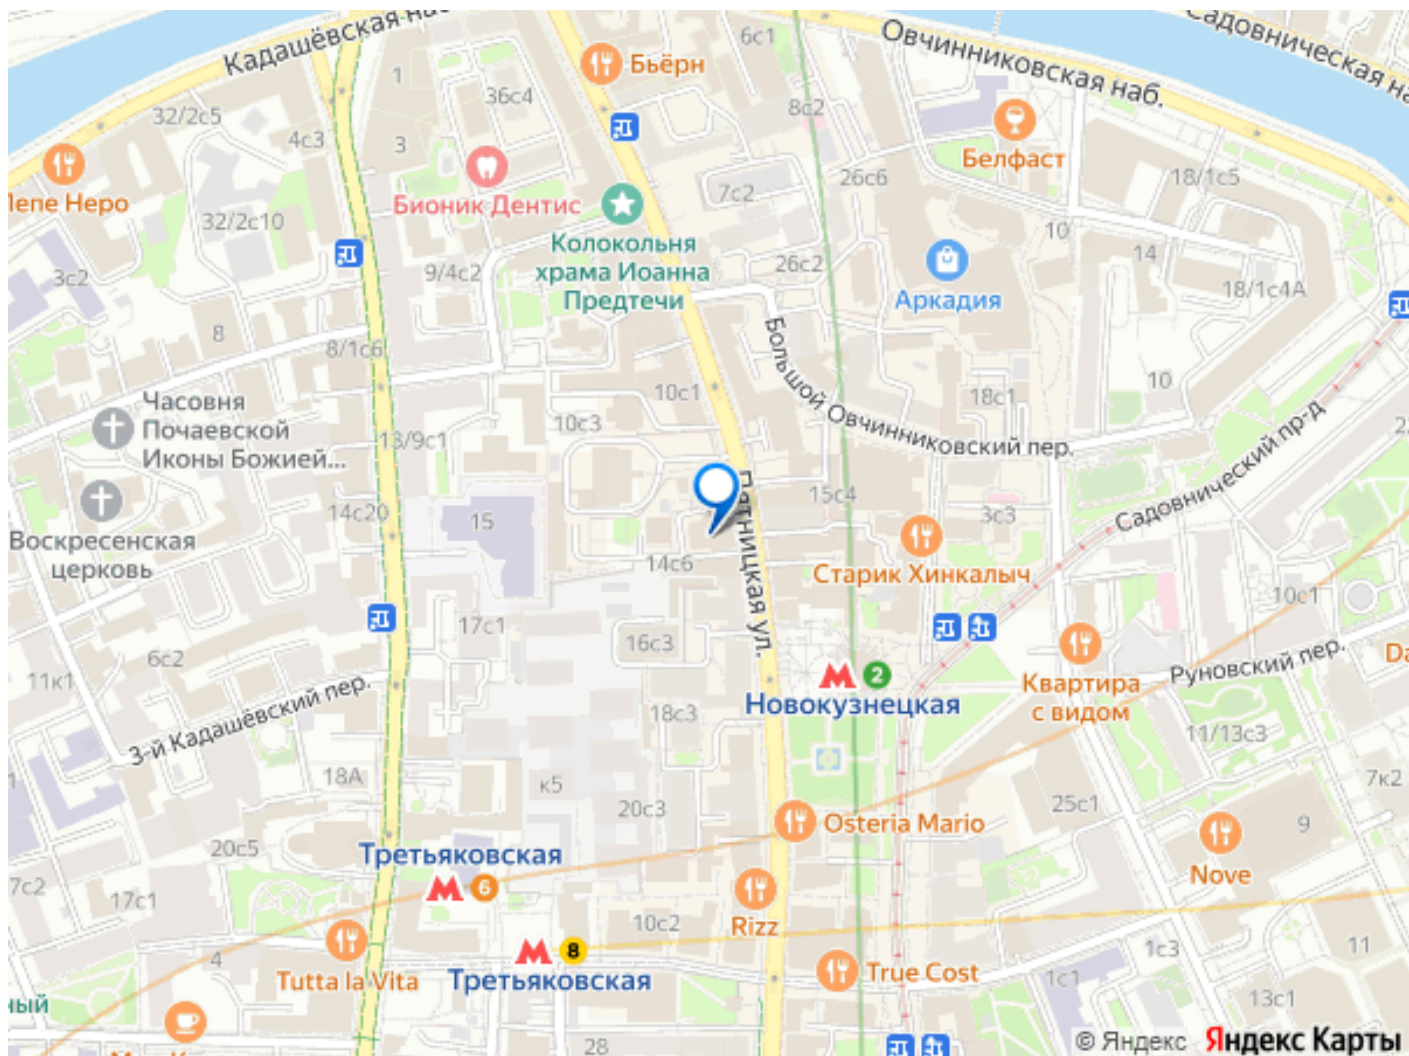 Кадашёвская наб.
6с1
Овчинниковская наб.
Садовническая на
Бьёрн
1
36с4
8с2
32/2с5
4с3
3
Белфаст
Пепе Неро
Бионик Дентис
7с2
26с6
18/1с5
32/2с10
Колокольня
храма Иоанна
Предтечи
10
14
3с2
9/4с2
26с2
Аркадия
18/1с4А
8
8/1с6
Большой Овчинниковский пер.
10с1
18с1
10
Часовня
Почаевской
Иконы Божией...
10с3
13/9с1
Садовнический пр-д
22
15с4
14с20
15
3с3
Воскресенская
церковь
Пятницкая ул.
14с6
Старик Хинкалыч
10с1
17с1
16с3
6с2
11к1
Руновский пер.
Da
2
Новокузнецкая
Квартира
с видом
3-й Кадашёвский пер.
18с3
11/13с3
18А
к5
7к2
20с3
25с1
Osteria Mario
9
20с5
Третьяковская
6
Nove
7с2
17с1
10с2
Rizz
8
Третьяковская
4
Tutta la Vita
True Cost
1с3
11
1с1
ный
13с1
28
© Яндекс Яндекс Карты